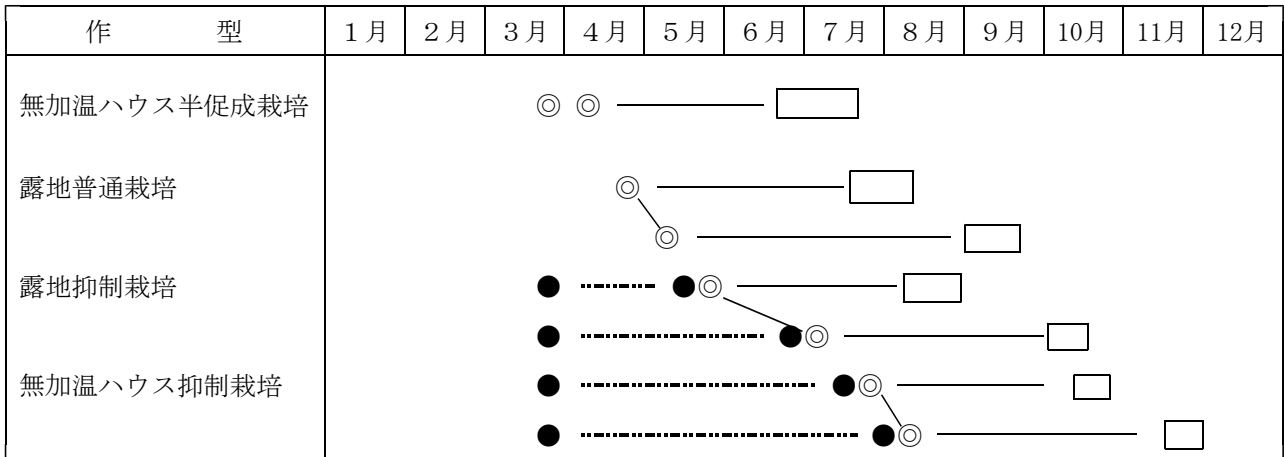 作　型 １月 ２月 ３月 ４月 ５月 ６月 ７月 ８月 ９月 10月 11月 12月
無加温ハウス半促成栽培
露地普通栽培
露地抑制栽培
無加温ハウス抑制栽培